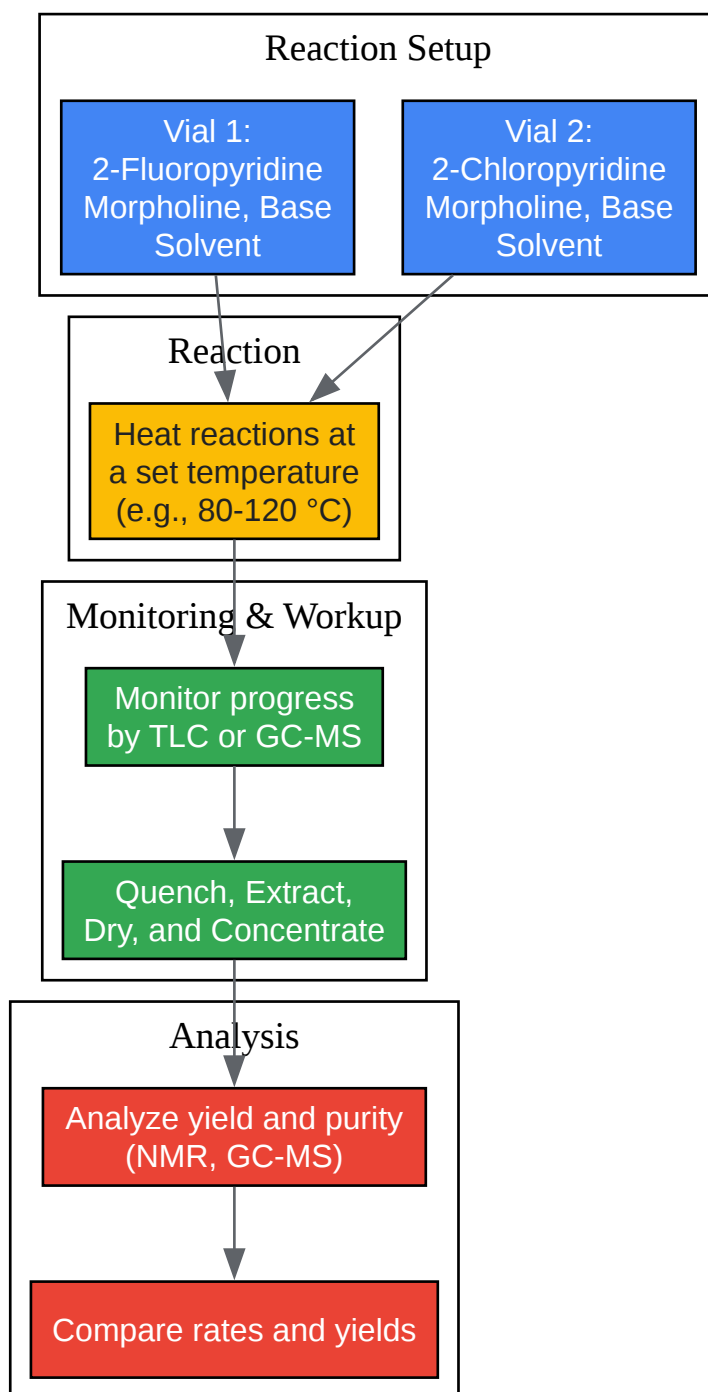 Reaction Setup
Vial 1:
2-Fluoropyridine
Morpholine, Base
Solvent
Vial 2:
2-Chloropyridine
Morpholine, Base
Solvent
Reaction
Heat reactions at
a set temperature
(e.g., 80-120 °C)
Monitoring & Workup
Monitor progress
by TLC or GC-MS
Quench, Extract,
Dry, and Concentrate
Analysis
Analyze yield and purity
(NMR, GC-MS)
Compare rates and yields